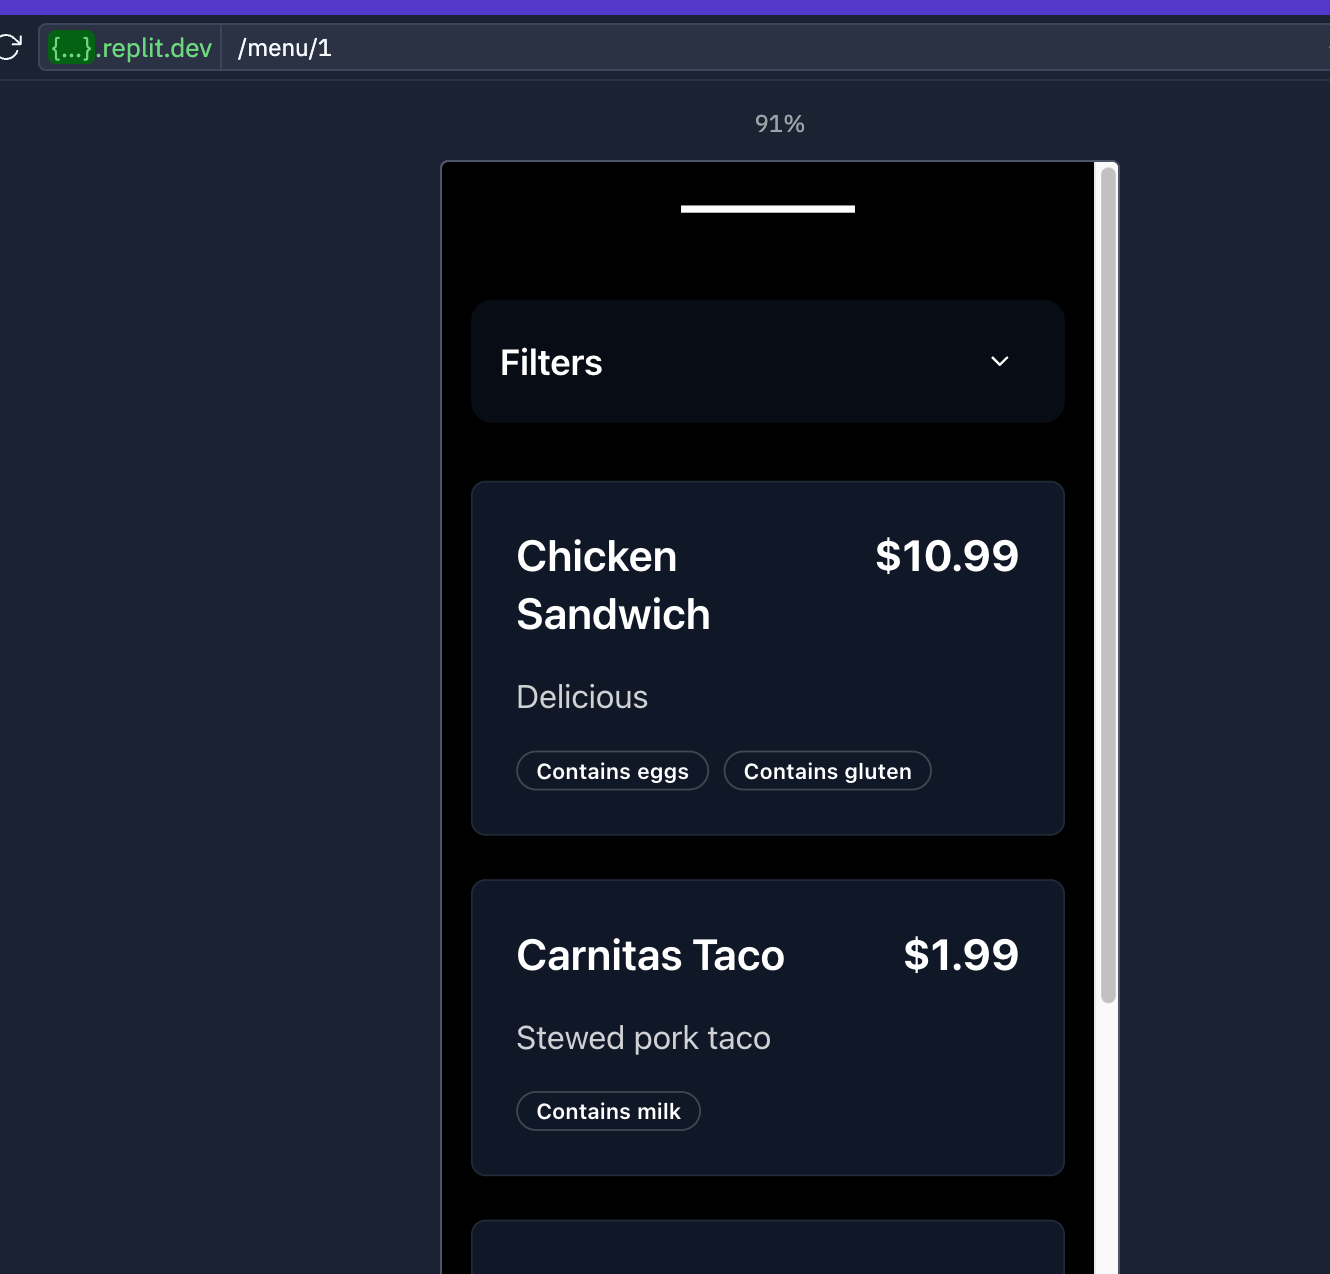 {...}.replit.dev /menu/1
91%
Filters
Chicken Sandwich $10.99
Delicious
Contains eggs Contains gluten
Carnitas Taco $1.99
Stewed pork taco
Contains milk